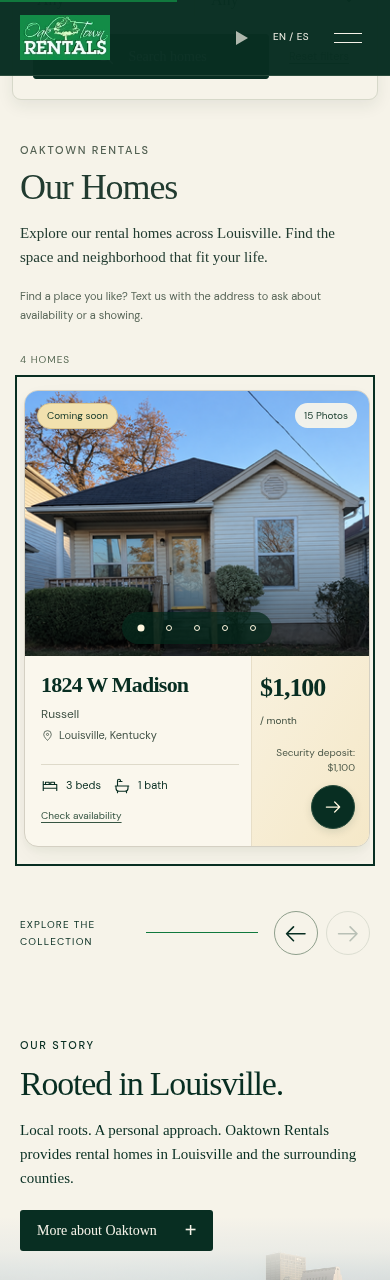 Oak Town
RENTALS
EN / ES
OAKTOWN RENTALS
Our Homes
Explore our rental homes across Louisville. Find the
space and neighborhood that fit your life.
Find a place you like? Text us with the address to ask about
availability or a showing.
4 HOMES
Coming soon
15 Photos
1824 W Madison
$1,100
Russell
/ month
Louisville, Kentucky
Security deposit:
$1,100
3 beds
1 bath
Check availability
EXPLORE THE
COLLECTION
OUR STORY
Rooted in Louisville.
Local roots. A personal approach. Oaktown Rentals
provides rental homes in Louisville and the surrounding
counties.
More about Oaktown +